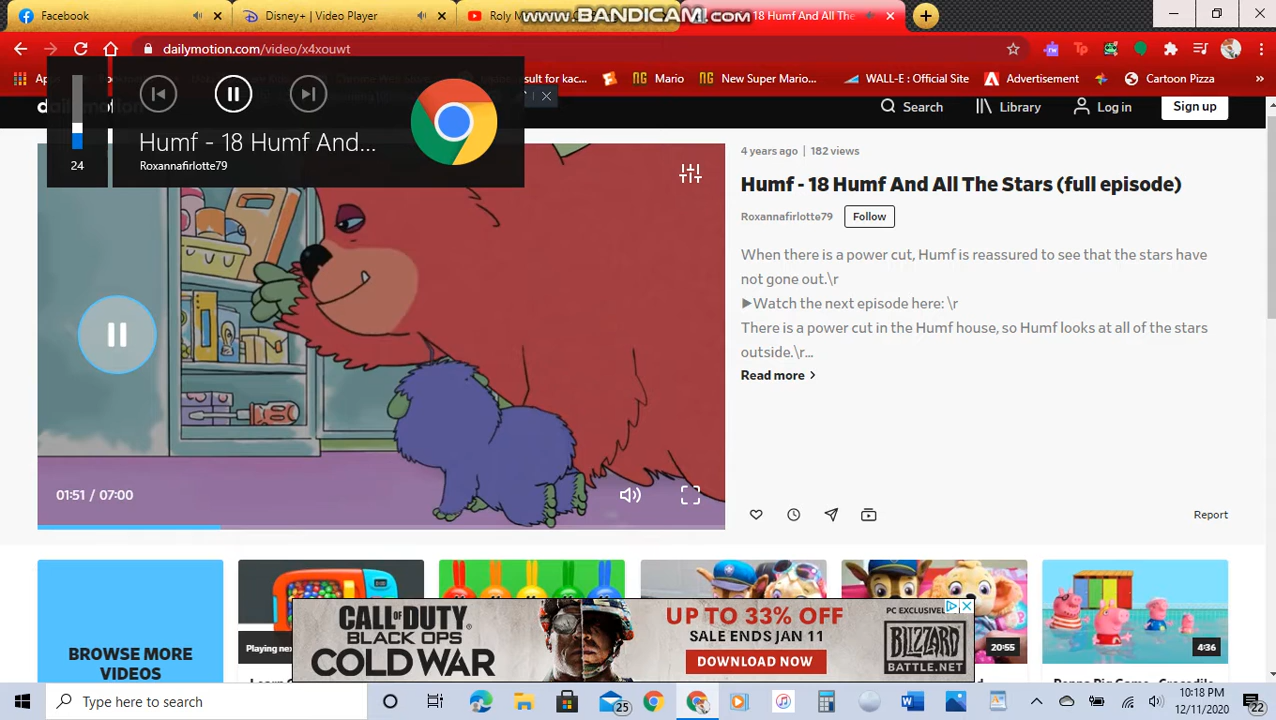 Facebook
Disney+ | Video Player
Roly M
www.BANDICAM.com
18 Humf And All The
dailymotion.com/video/x4xouwt
Apps
sult for kac...
Mario
New Super Mario...
WALL-E : Official Site
Advertisement
Cartoon Pizza
»
24
Humf - 18 Humf And...
Roxannafirlotte79
Search
Library
Log in
Sign up
4 years ago | 182 views
Humf - 18 Humf And All The Stars (full episode)
Roxannafirlotte79
Follow
When there is a power cut, Humf is reassured to see that the stars have
not gone out.\r
►Watch the next episode here: \r
There is a power cut in the Humf house, so Humf looks at all of the stars
outside.\r...
Read more >
01:51 / 07:00
Report
BROWSE MORE
VIDEOS
Playing ne
20:55
4:36
CALL OF DUTY
BLACK OPS
COLD WAR
UP TO 33% OFF
SALE ENDS JAN 11
DOWNLOAD NOW
PC EXCLUSIVE
BLIZZARD
BATTLE.NET
Type here to search
25
10:18 PM
12/11/2020
22